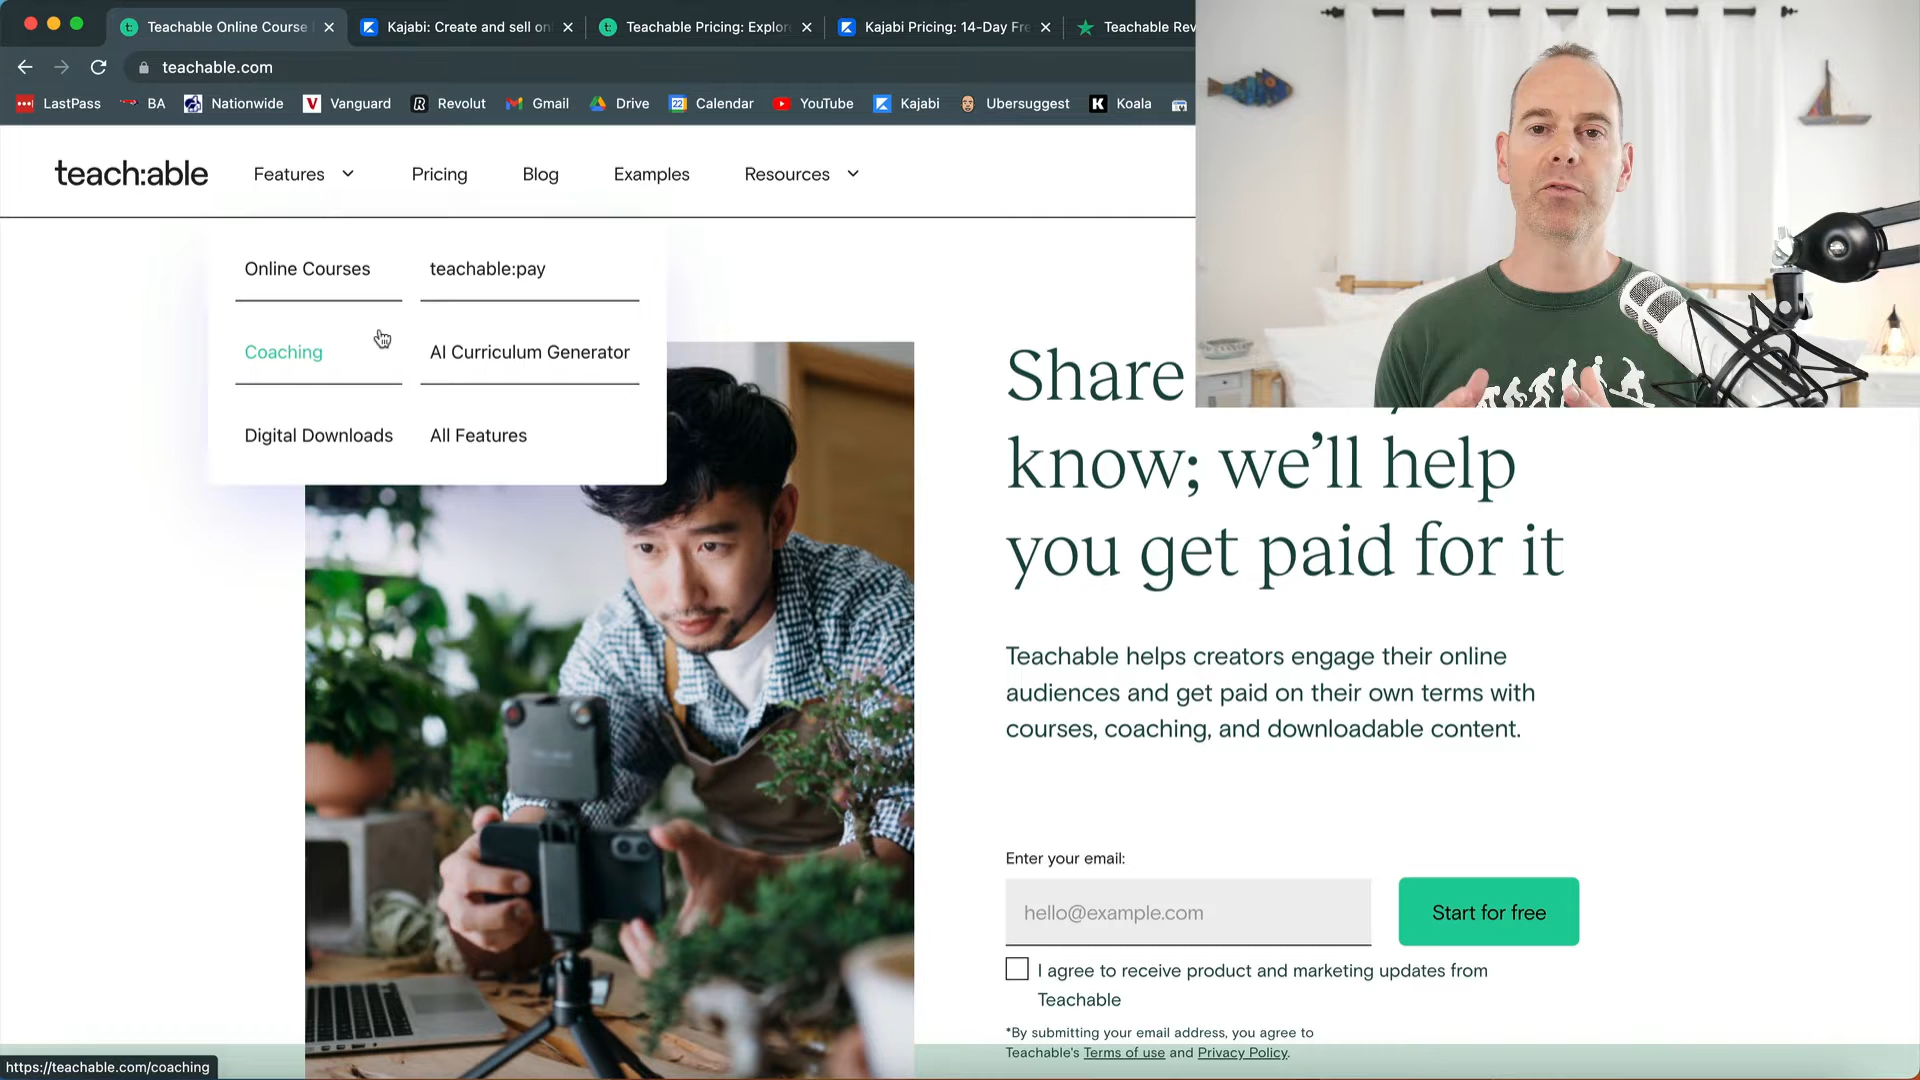 Teachable Online Course
Kajabi: Create and sell on
Teachable Pricing: Explor
Kajabi Pricing: 14-Day Fre
Teachable Rev
teachable.com
LastPass
BA
Nationwide
Vanguard
Revolut
Gmail
Drive
22
Calendar
YouTube
Kajabi
Ubersuggest
Koala
teach:able
Features
Pricing
Blog
Examples
Resources
Online Courses
teachable:pay
Coaching
AI Curriculum Generator
Digital Downloads
All Features
Share
know; we’ll help
you get paid for it
Teachable helps creators engage their online
audiences and get paid on their own terms with
courses, coaching, and downloadable content.
Enter your email:
hello@example.com
Start for free
I agree to receive product and marketing updates from
Teachable
*By submitting your email address, you agree to
Teachable's Terms of use and Privacy Policy.
https://teachable.com/coaching